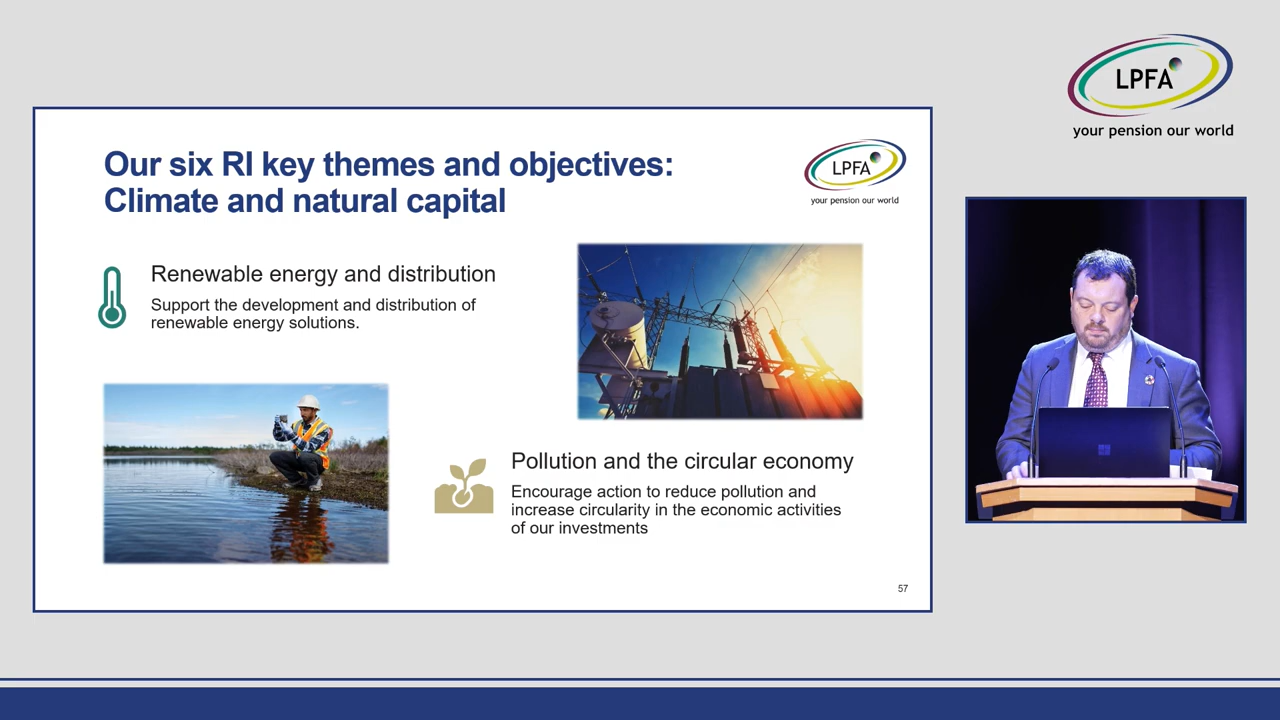 Our six RI key themes and objectives:
Climate and natural capital
LPFA
your pension our world
Renewable energy and distribution
Support the development and distribution of
renewable energy solutions.
Pollution and the circular economy
Encourage action to reduce pollution and
increase circularity in the economic activities
of our investments
57
LPFA
your pension our world